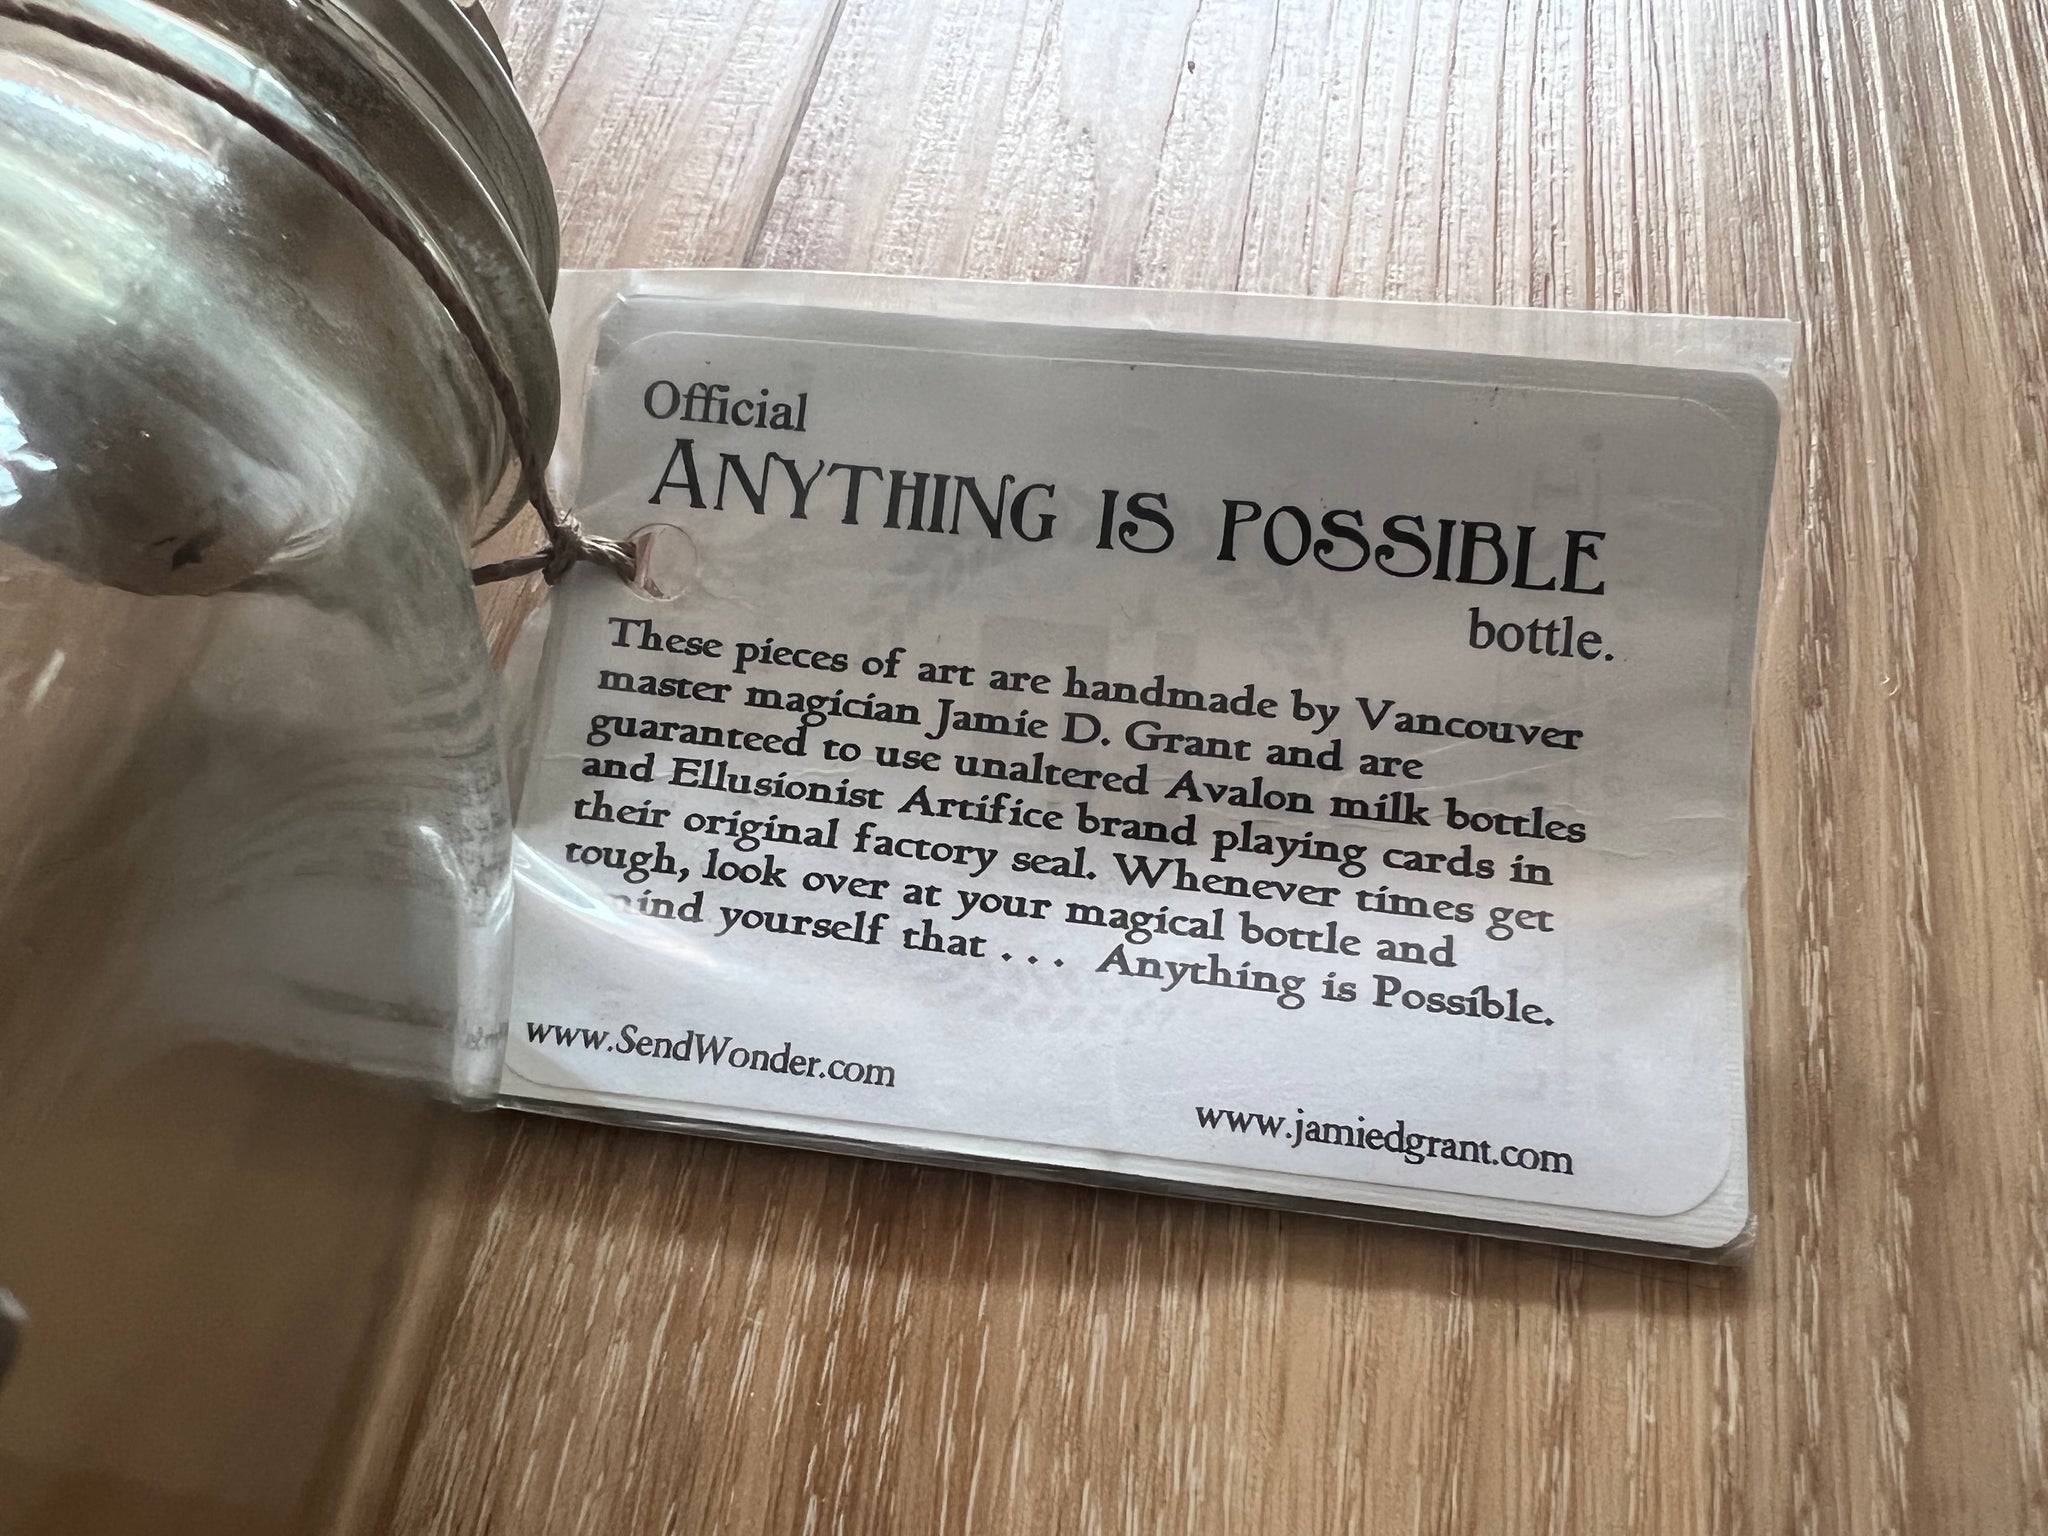 Official
ANYTHING IS POSSIBLE
bottle.
These pieces of art are handmade by Vancouver
master magician Jamie D. Grant and are
guaranteed to use unaltered Avalon milk bottles
and Ellusionist Artifice brand playing cards in
their original factory seal. Whenever times get
tough, look over at your magical bottle and
yourself that . . . Anything is Possible.
www.SendWonder.com
www.jamiedgrant.com